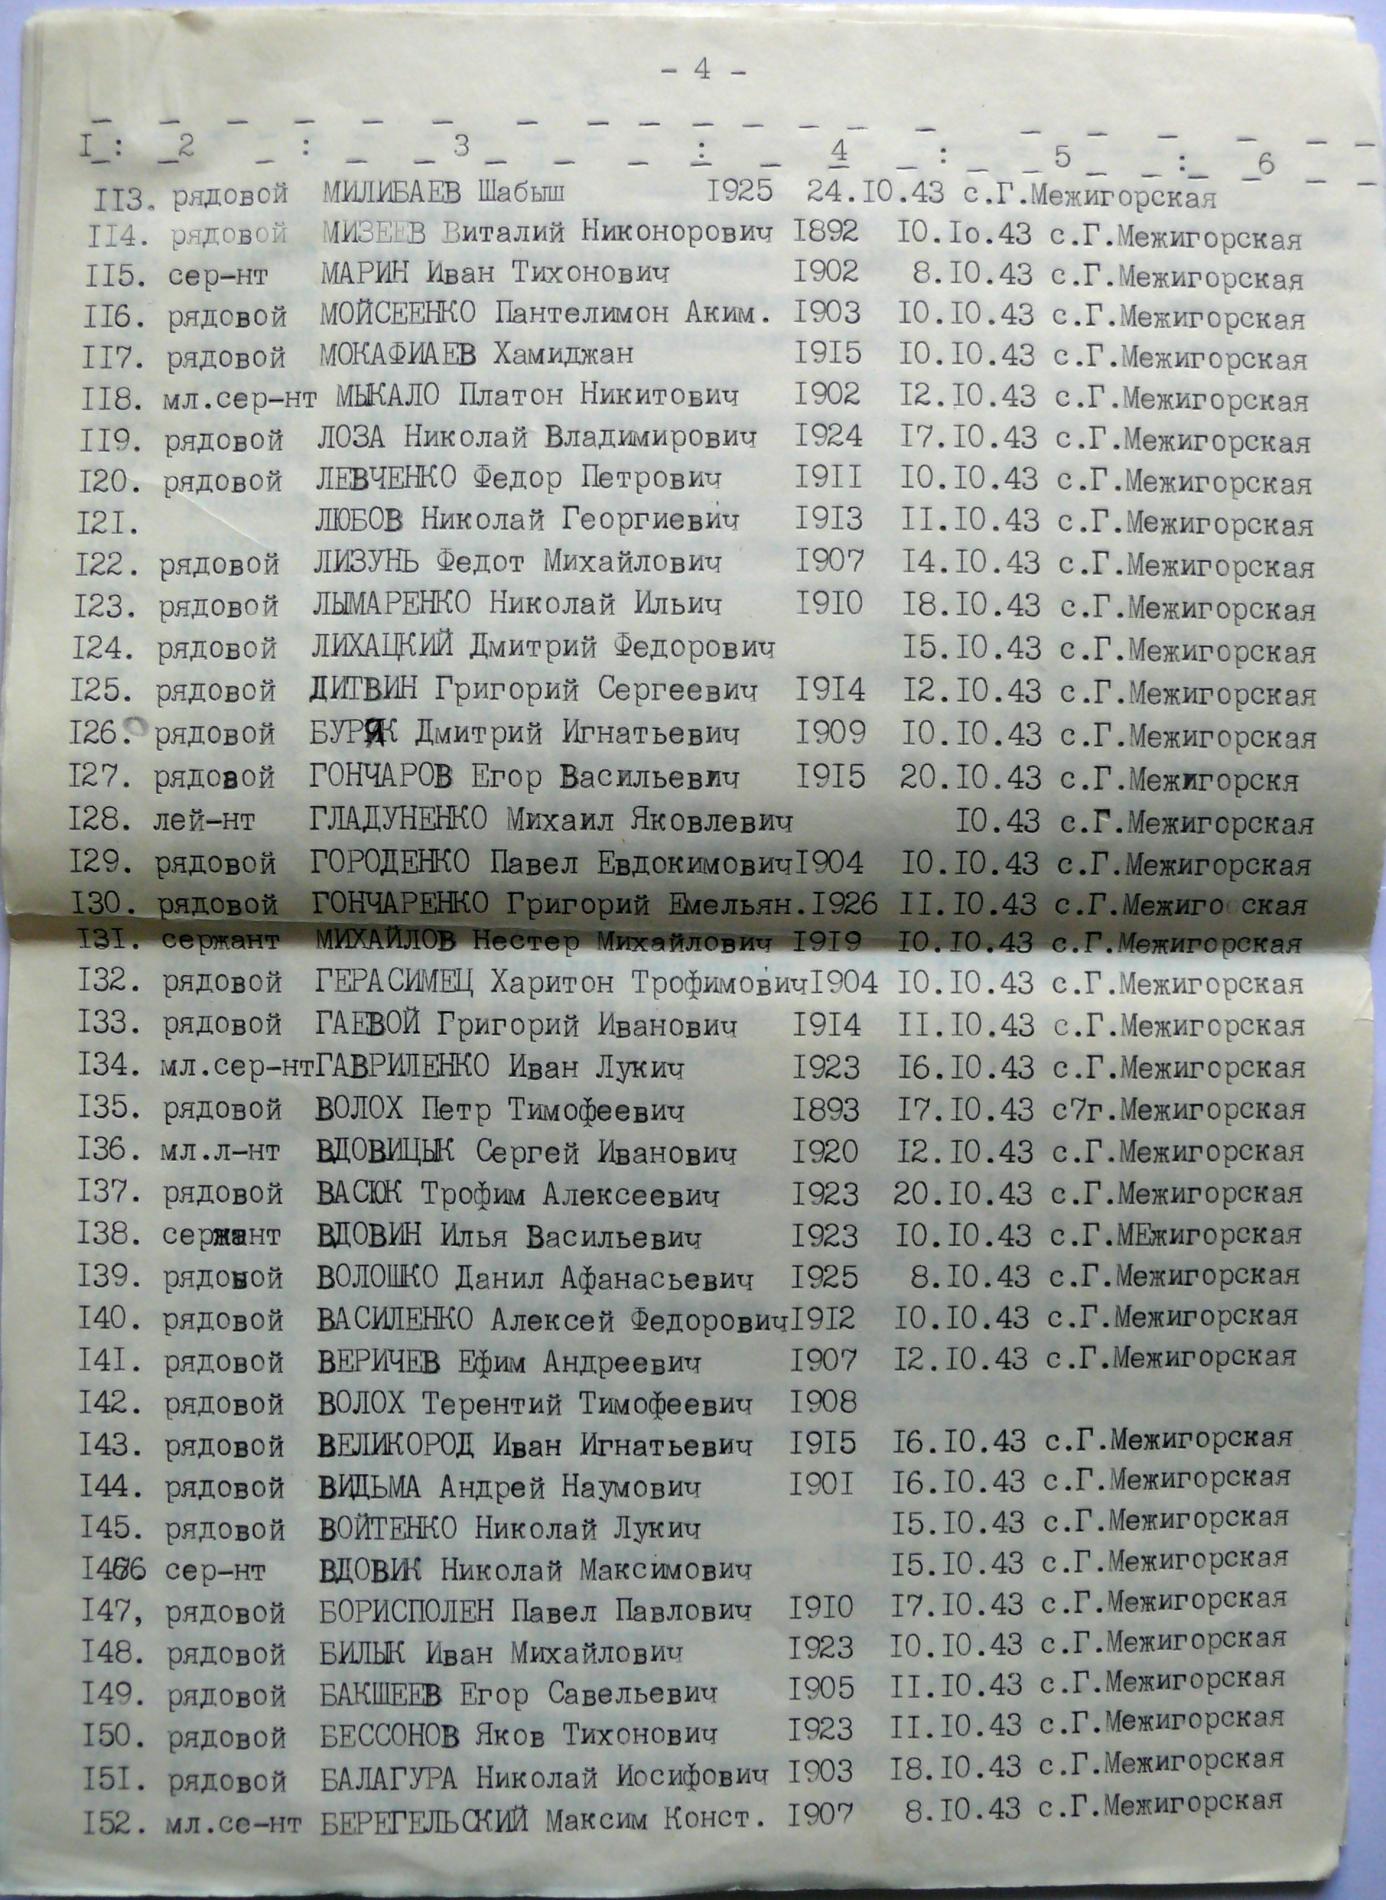 - 4 -
I : 2 : 3 : 4 : 5 : 6
II3. рядовой МИЛИБАЕВ Шабыш I925 24.I0.43 с.Г.Межигорская
II4. рядовой МИЗЕЕВ Виталий Никонорович I892 I0.Iо.43 с.Г.Межигорская
II5. сер-нт МАРИН Иван Тихонович I902 8.I0.43 с.Г.Межигорская
II6. рядовой МОЙСЕЕНКО Пантелимон Аким. I903 I0.I0.43 с.Г.Межигорская
II7. рядовой МОКАФИАЕВ Хамиджан I9I5 I0.I0.43 с.Г.Межигорская
II8. мл.сер-нт МЫКАЛО Платон Никитович I902 I2.I0.43 с.Г.Межигорская
II9. рядовой ЛОЗА Николай Владимирович I924 I7.I0.43 с.Г.Межигорская
I20. рядовой ЛЕВЧЕНКО Федор Петрович I9II I0.I0.43 с.Г.Межигорская
I2I. ЛЮБОВ Николай Георгиевич I9I3 II.I0.43 с.Г.Межигорская
I22. рядовой ЛИЗУНЬ Федот Михайлович I907 I4.I0.43 с.Г.Межигорская
I23. рядовой ЛЫМАРЕНКО Николай Ильич I9I0 I8.I0.43 с.Г.Межигорская
I24. рядовой ЛИХАЦКИЙ Дмитрий Федорович I5.I0.43 с.Г.Межигорская
I25. рядовой ДИТВИН Григорий Сергеевич I9I4 I2.I0.43 с.Г.Межигорская
I26. рядовой БУРЯК Дмитрий Игнатьевич I909 I0.I0.43 с.Г.Межигорская
I27. рядовой ГОНЧАРОВ Егор Васильевич I9I5 20.I0.43 с.Г.Межигорскя
I28. лей-нт ГЛАДУНЕНКО Михаил Яковлевич I0.43 с.Г.Межигорская
I29. рядовой ГОРОДЕНКО Павел Евдокимович I904 I0.I0.43 с.Г.Межигорская
I30. рядовой ГОНЧАРЕНКО Григорий Емельян. I926 II.I0.43 с.Г.Межиго ская
I3I. сержант МИХАЙЛОВ Нестер Михайлович I9I9 I0.I0.43 с.Г.Межигорская
I32. рядовой ГЕРАСИМЕЦ Харитон Трофимович I904 I0.I0.43 с.Г.Межигорская
I33. рядовой ГАЕВОЙ Григорий Иванович I9I4 II.I0.43 с.Г.Межигорская
I34. мл.сер-нт ГАВРИЛЕНКО Иван Лукич I923 I6.I0.43 с.Г.Межигорская
I35. рядовой ВОЛОХ Петр Тимофеевич I893 I7.I0.43 с7г.Межигорская
I36. мл.л-нт ВДОВИЦЫК Сергей Иванович I920 I2.I0.43 с.Г.Межигорская
I37. рядовой ВАСЮК Трофим Алексеевич I923 20.I0.43 с.Г.Межигорская
I38. сержант ВДОВИН Илья Васильевич I923 I0.I0.43 с.Г.МЕжигорская
I39. рядовой ВОЛОШКО Данил Афанасьевич I925 8.I0.43 с.Г.Межигорская
I40. рядовой ВАСИЛЕНКО Алексей Федорович I9I2 I0.I0.43 с.Г.Межигорская
I4I. рядовой ВЕРИЧЕВ Ефим Андреевич I907 I2.I0.43 с.Г.Межигорская
I42. рядовой ВОЛОХ Терентий Тимофеевич I908
I43. рядовой ВЕЛИКОРОД Иван Игнатьевич I9I5 I6.I0.43 с.Г.Межигорская
I44. рядовой ВИДЬМА Андрей Наумович I90I I6.I0.43 с.Г.Межигорская
I45. рядовой ВОЙТЕНКО Николай Лукич I5.I0.43 с.Г.Межигорская
сер-нт ВДОВИК Николай Максимович I5.I0.43 с.Г.Межигорская
I47, рядовой БОРИСПОЛЕН Павел Павлович I9I0 I7.I0.43 с.Г.Межигорская
I48. рядовой БИЛЫК Иван Михайлович I923 I0.I0.43 с.Г.Межигорская
I49. рядовой БАКШЕЕВ Егор Савельевич I905 II.I0.43 с.Г.Межигорская
I50. рядовой БЕССОНОВ Яков Тихонович I923 II.I0.43 с.Г.Межигорская
I5I. рядовой БАЛАГУРА Николай Иосифович I903 I8.I0.43 с.Г.Межигорская
I52. мл.се-нт БЕРЕГЕЛЬСКИЙ Максим Конст. I907 8.I0.43 с.Г.Межигорская